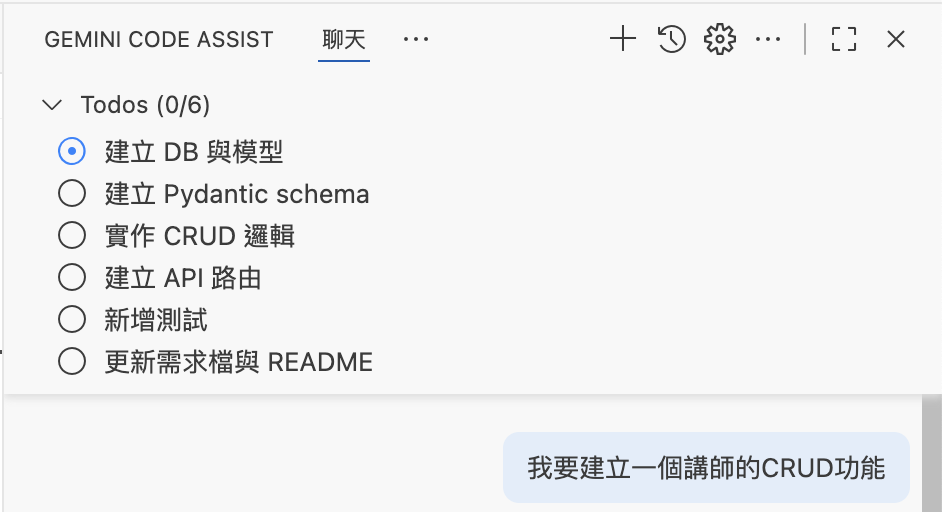 GEMINI CODE ASSIST 聊天
Todos (0/6)
建立 DB 與模型
建立 Pydantic schema
實作 CRUD 邏輯
建立 API 路由
新增測試
更新需求檔與 README
我要建立一個講師的CRUD功能